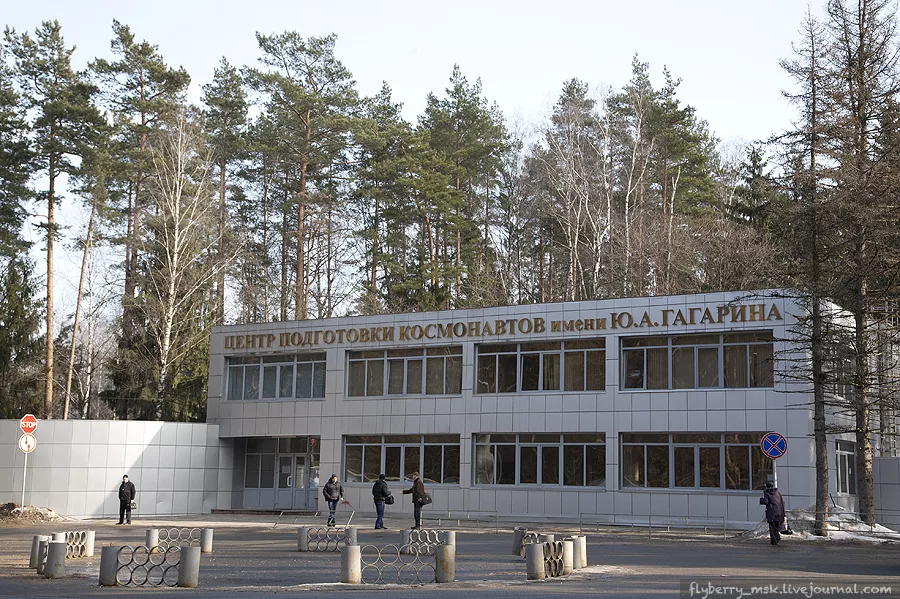 ЦЕНТР ПОДГОТОВКИ КОСМОНАВТОВ имени Ю.А.ГАГАРИНА
STOP
flyberry_msk.livejournal.com